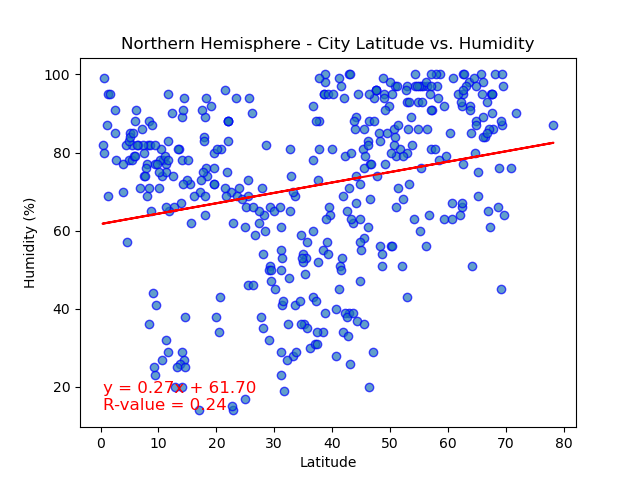 Northern Hemisphere - City Latitude vs. Humidity
100
80
60
40
20
Humidity (%)
y = 0.27x + 61.70
R-value = 0.24
0 10 20 30 40 50 60 70 80
Latitude